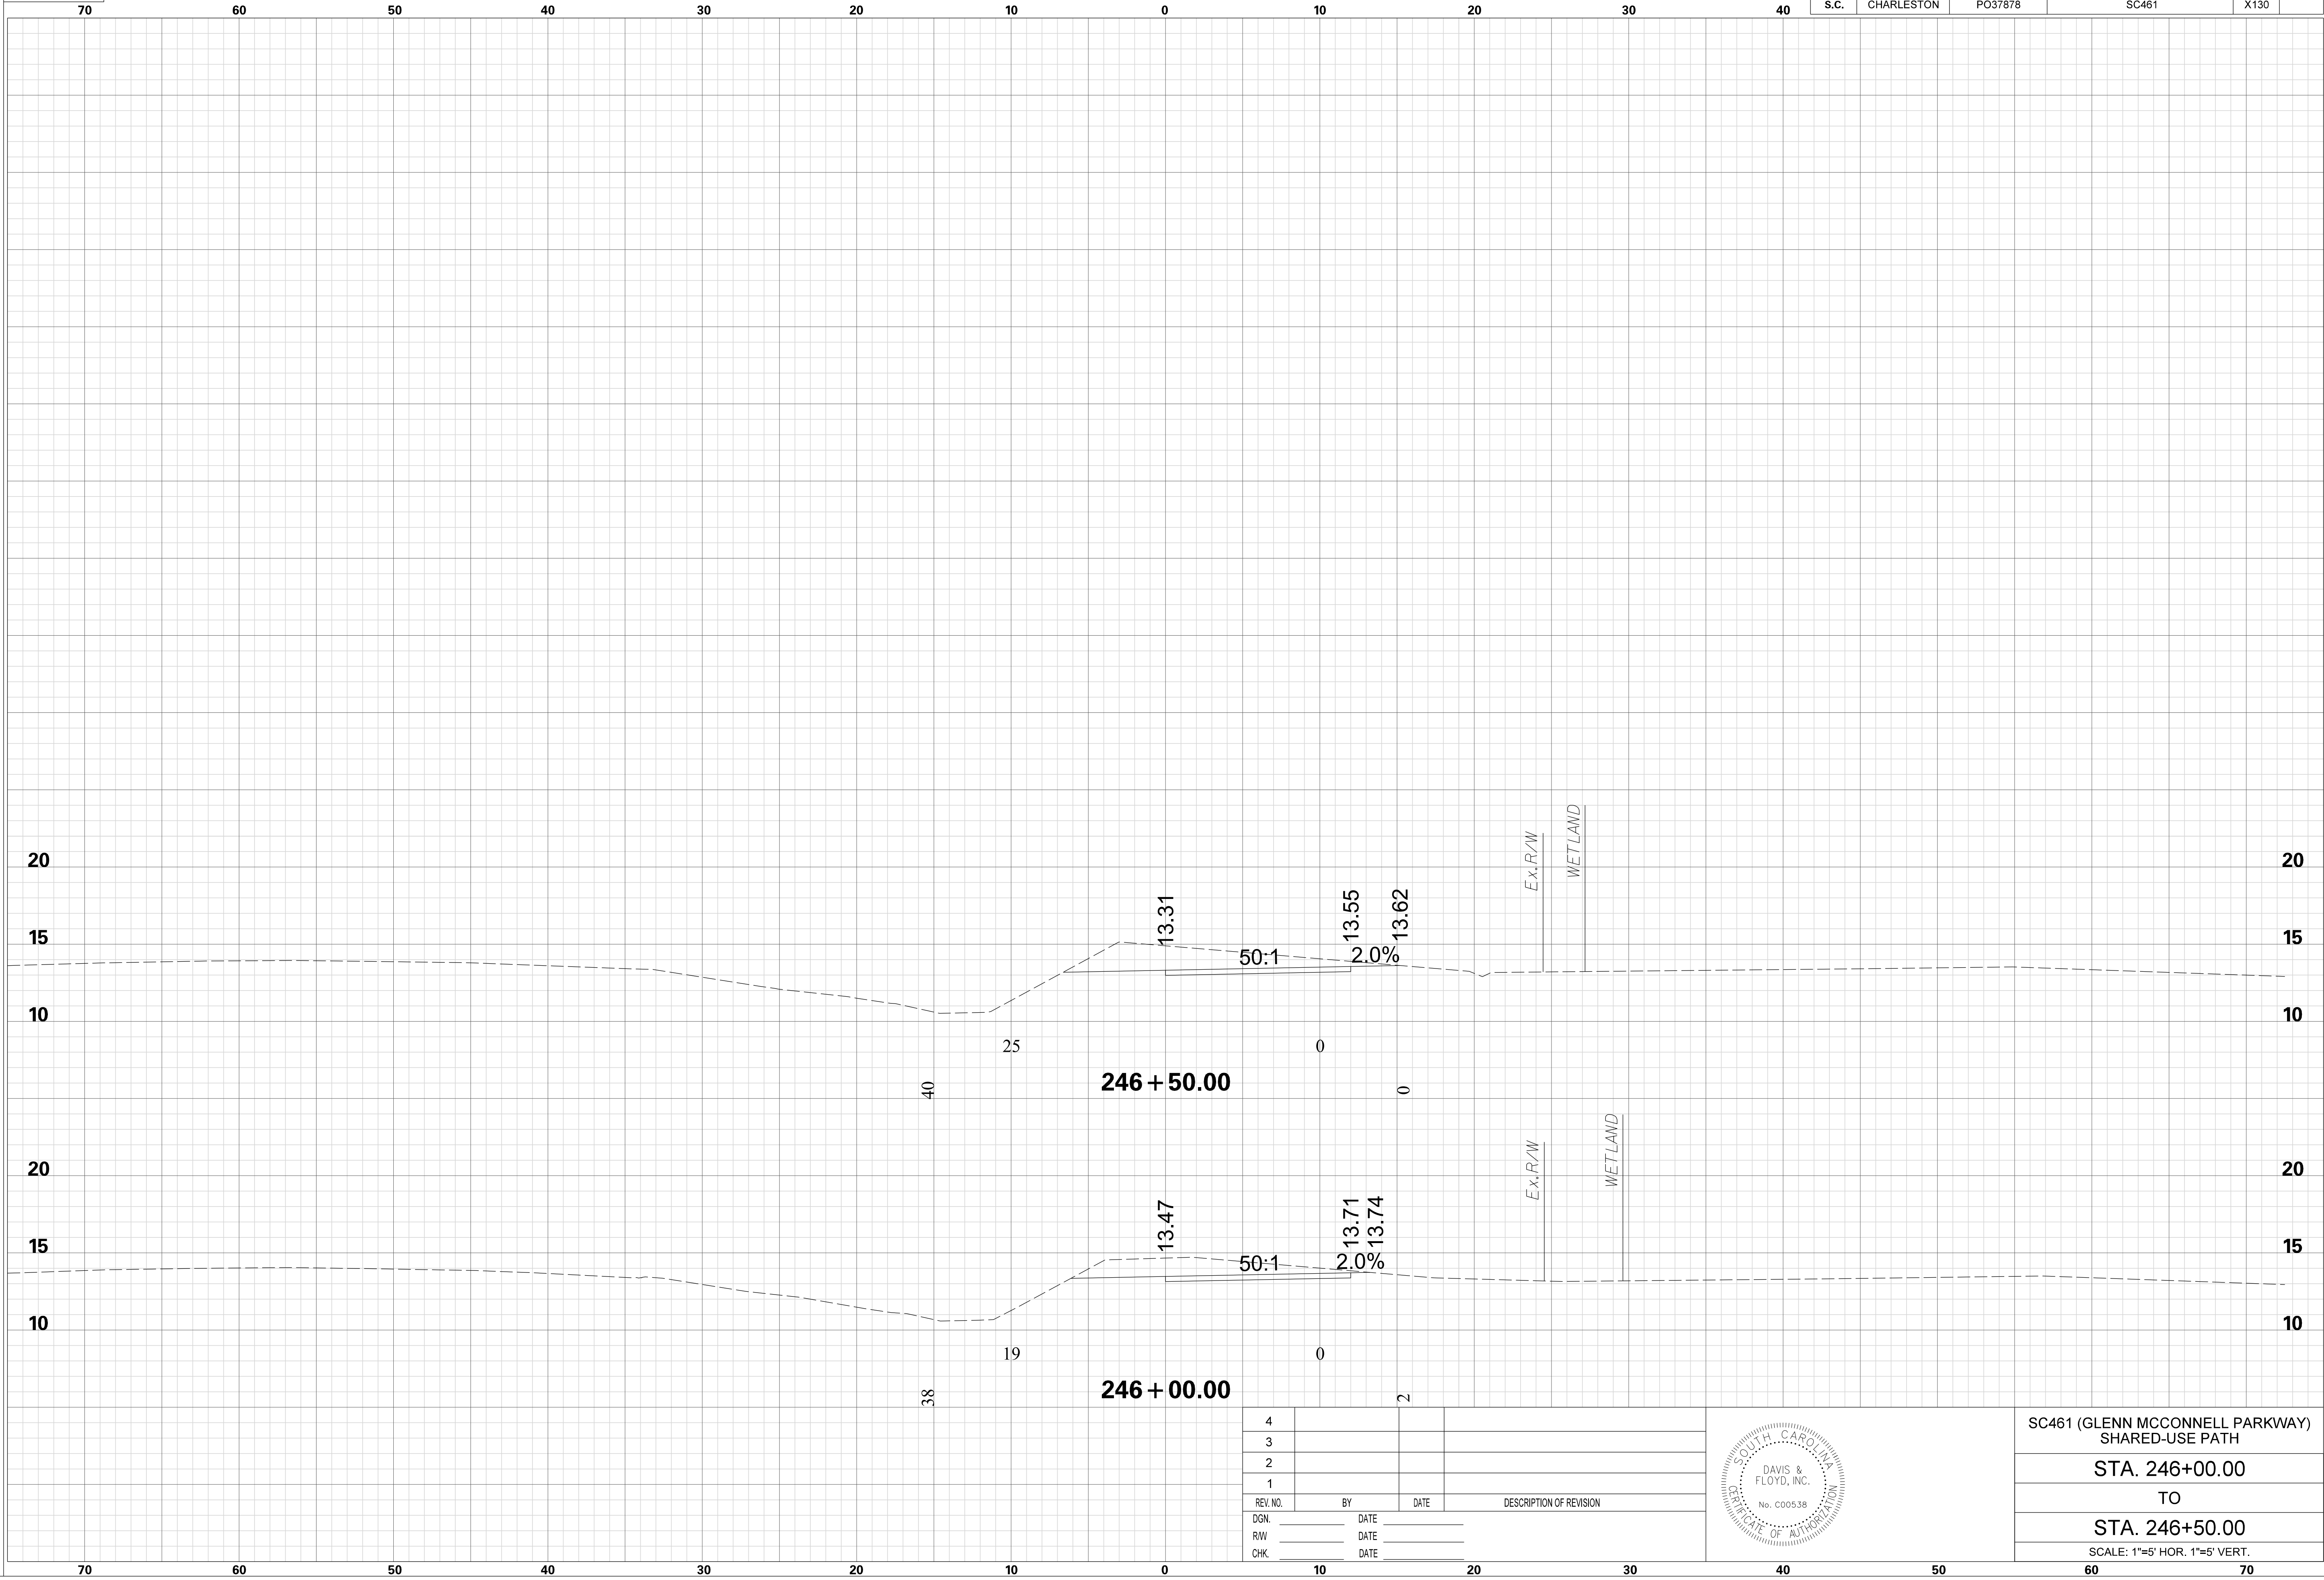 70 60 50 40 30 20 10 0 10 20 30 40
S.C. CHARLESTON PO37878 SC461 X130
20 20
15 15
10 10
Ex.R/W
WETLAND
13.31
13.55
13.62
50:1 2.0%
25 0
246+50.00
40 0
20 20
15 15
10 10
Ex.R/W
WETLAND
13.47
13.71
13.74
50:1 2.0%
19 0
246+00.00
38 2
4
3
2
1
REV. NO. BY DATE DESCRIPTION OF REVISION
DGN. DATE
R/W DATE
CHK. DATE
SOUTH CAROLINA
DAVIS &
FLOYD, INC.
No. C00538
CERTIFICATE OF AUTHORIZATION
SC461 (GLENN MCCONNELL PARKWAY)
SHARED-USE PATH
STA. 246+00.00
TO
STA. 246+50.00
SCALE: 1"=5' HOR. 1"=5' VERT.
70 60 50 40 30 20 10 0 10 20 30 40 50 60 70